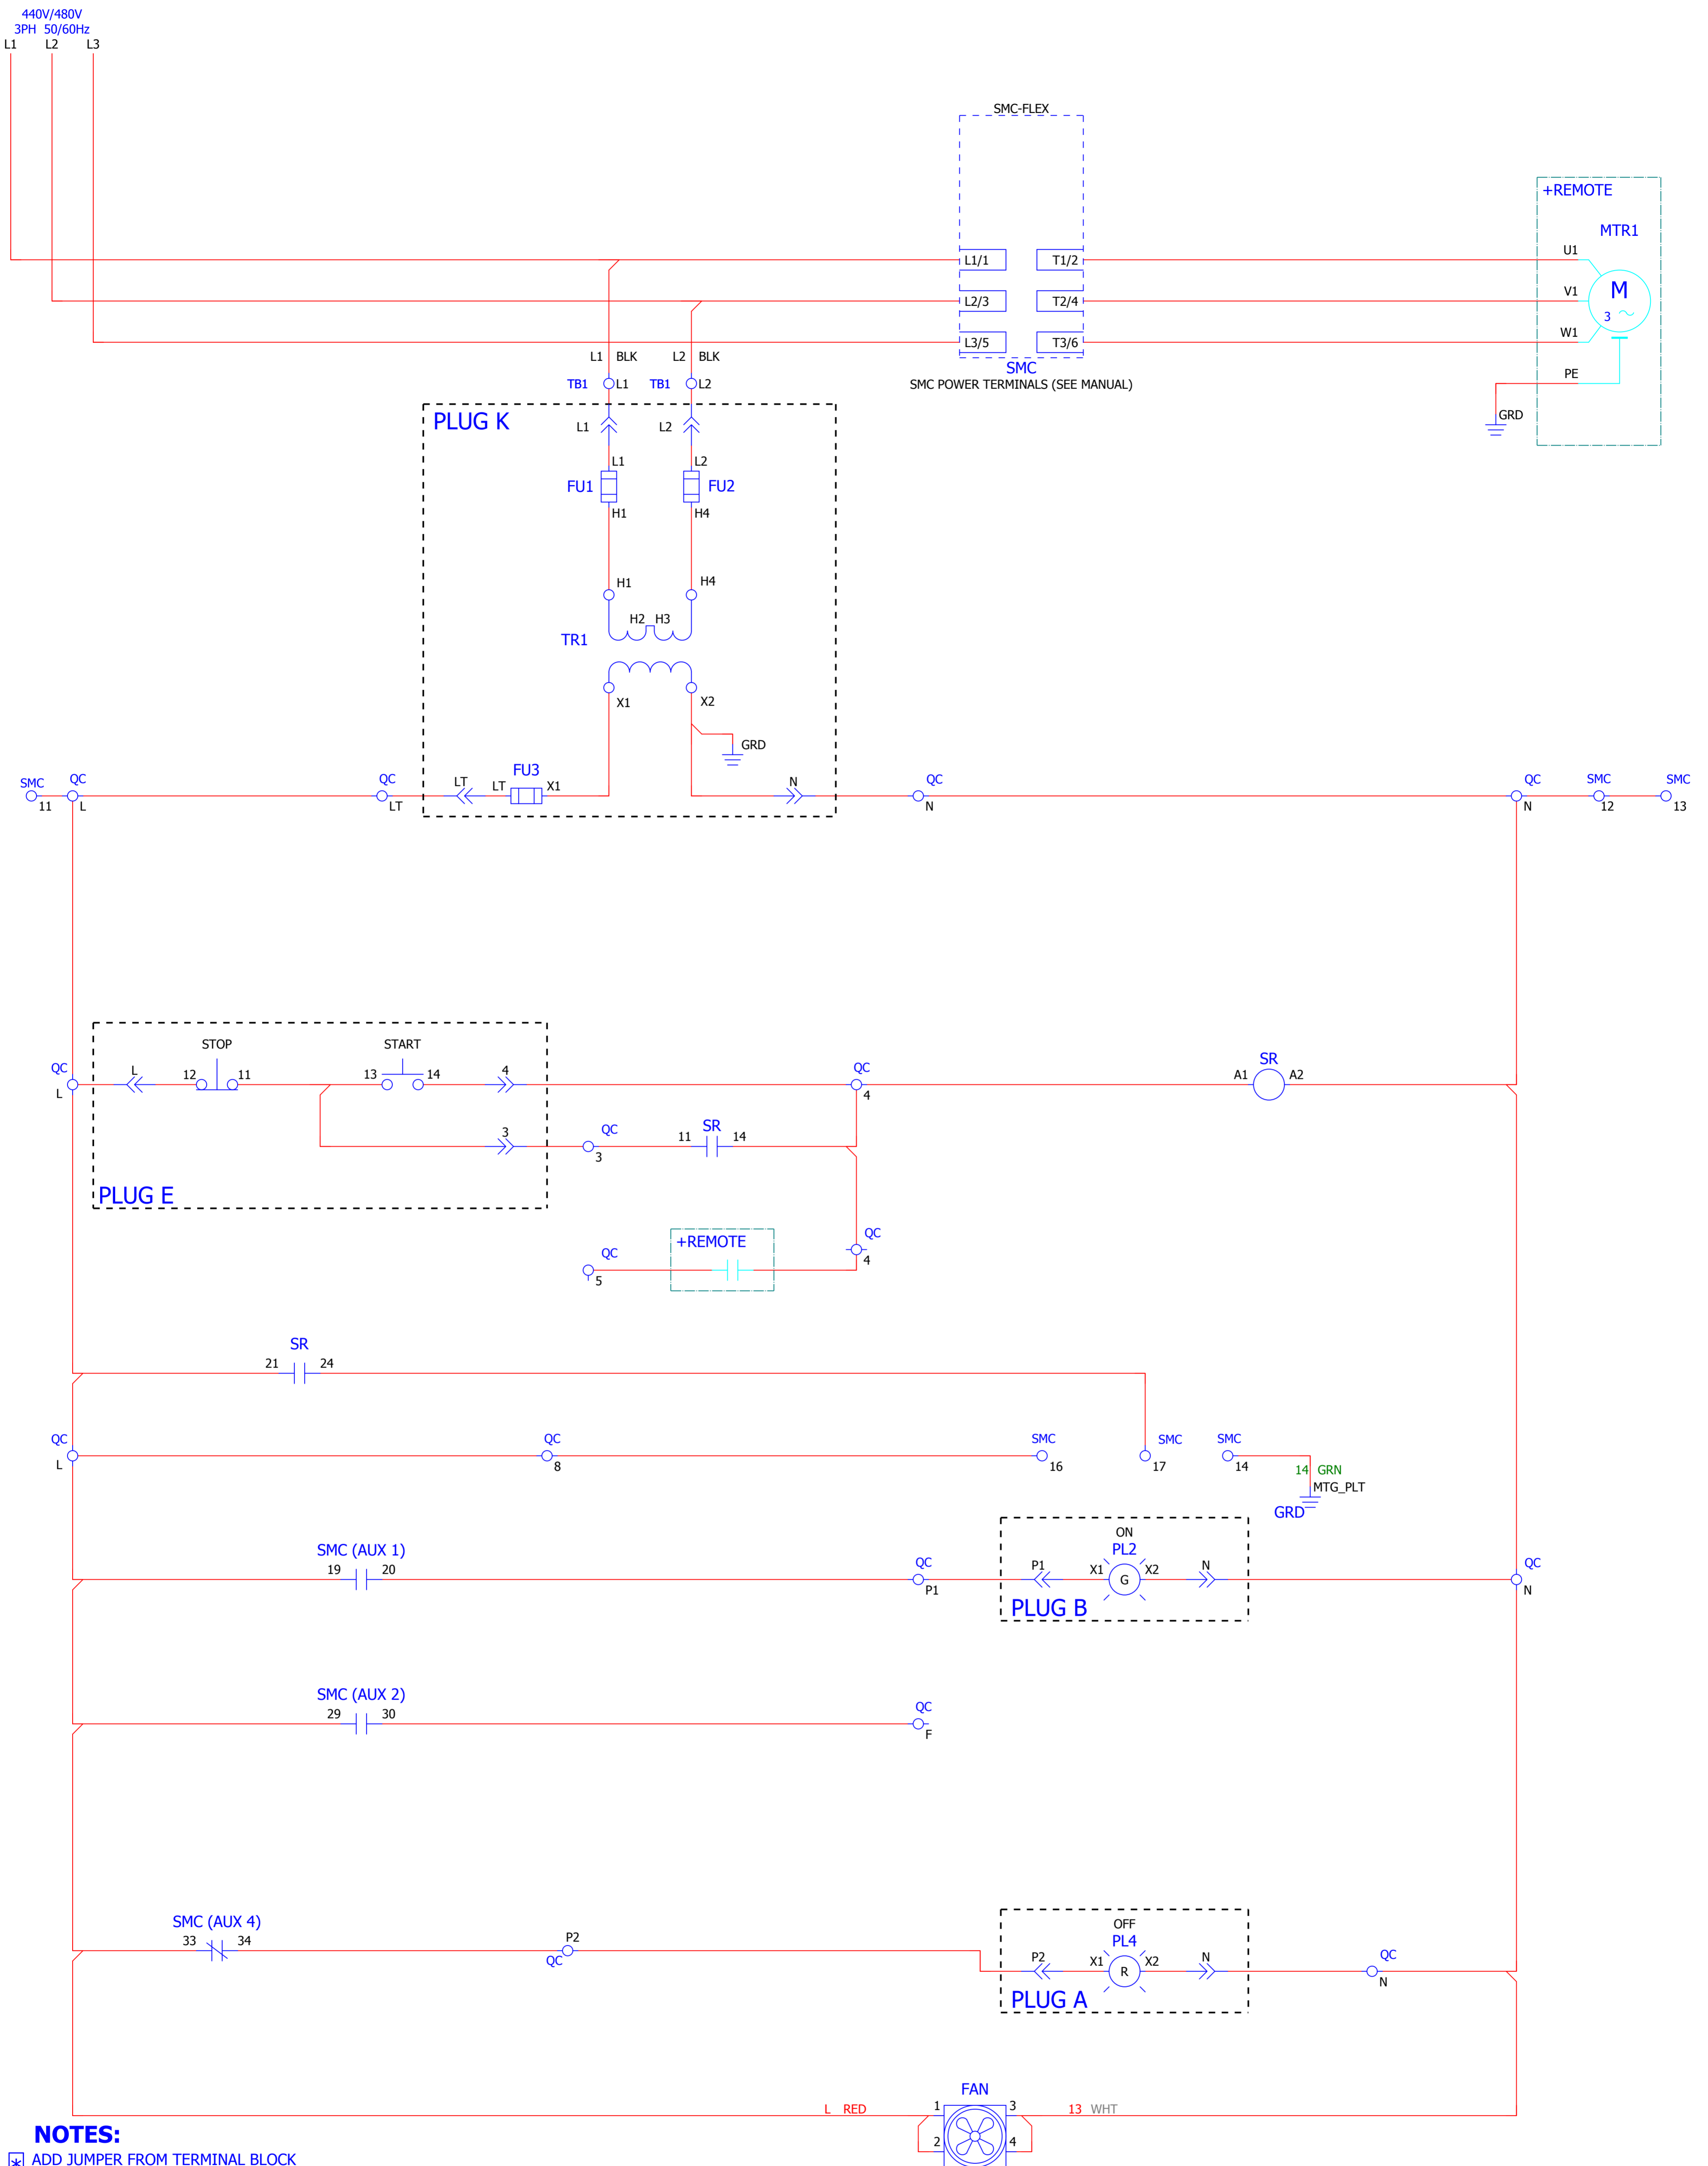 440V/480V
3PH 50/60Hz
L1 L2 L3
SMC-FLEX
+REMOTE
MTR1
L1/1 T1/2 U1
L2/3 T2/4 V1 M
3
L3/5 T3/6 W1
L1 BLK L2 BLK
SMC
TB1 L1 TB1 L2
SMC POWER TERMINALS (SEE MANUAL)
PE
GRD
PLUG K
L1 L2
L1 L2
FU1 FU2
H1 H4
H1 H4
H2 H3
TR1
X1 X2
GRD
FU3
SMC QC QC LT LT X1 N QC QC SMC SMC
11 L LT N N 12 13
STOP START
QC L 12 11 13 14 4 QC SR
A1 A2
L 4
3 QC 11 SR 14
3
PLUG E
+REMOTE
QC QC
5 4
SR
21 24
QC QC SMC SMC SMC
L 8 16 17 14
14 GRN
MTG_PLT
GRD
ON
SMC (AUX 1) PL2
19 20 QC P1 X1 G X2 N QC
P1 N
PLUG B
SMC (AUX 2)
29 30 QC
F
SMC (AUX 4) OFF
33 34 P2 PL4
QC P2 X1 R X2 N QC
N
PLUG A
FAN
L RED 1 3 13 WHT
2 4
NOTES:
* ADD JUMPER FROM TERMINAL BLOCK